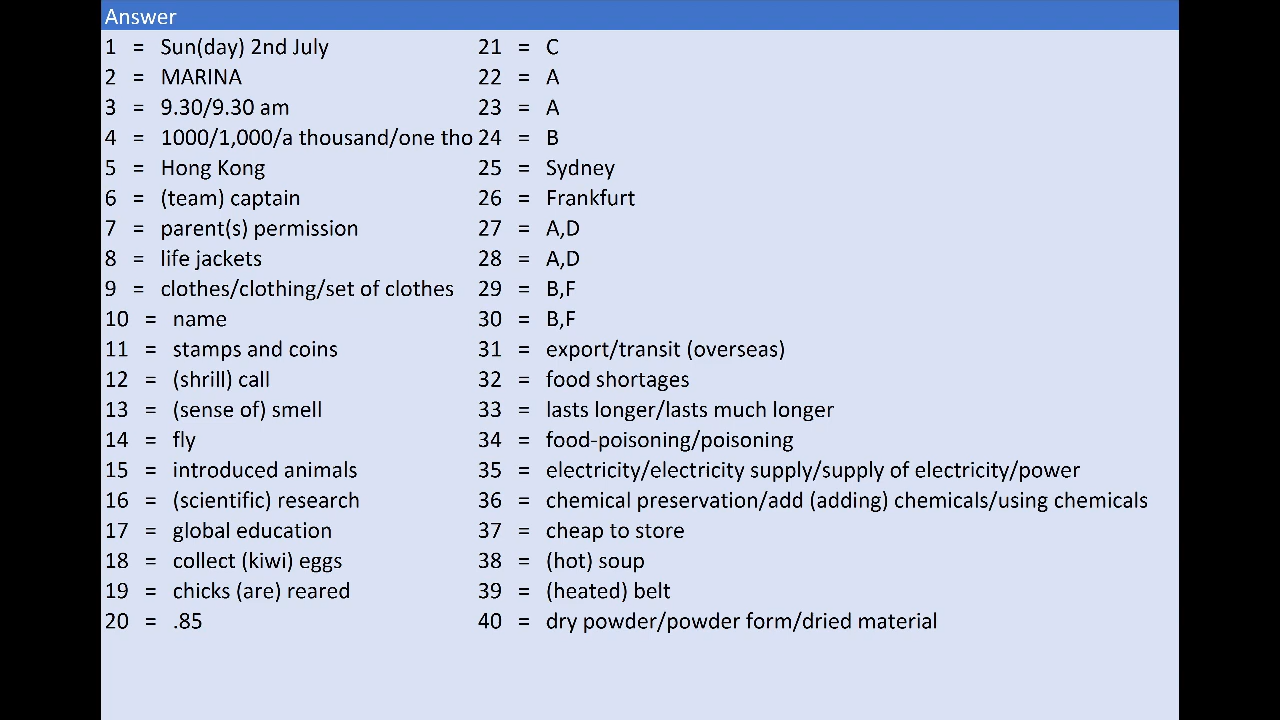 Answer
1 = Sun(day) 2nd July
2 = MARINA
3 = 9.30/9.30 am
4 = 1000/1,000/a thousand/one tho
5 = Hong Kong
6 = (team) captain
7 = parent(s) permission
8 = life jackets
9 = clothes/clothing/set of clothes
10 = name
11 = stamps and coins
12 = (shrill) call
13 = (sense of) smell
14 = fly
15 = introduced animals
16 = (scientific) research
17 = global education
18 = collect (kiwi) eggs
19 = chicks (are) reared
20 = .85
21 = C
22 = A
23 = A
24 = B
25 = Sydney
26 = Frankfurt
27 = A,D
28 = A,D
29 = B,F
30 = B,F
31 = export/transit (overseas)
32 = food shortages
33 = lasts longer/lasts much longer
34 = food-poisoning/poisoning
35 = electricity/electricity supply/supply of electricity/power
36 = chemical preservation/add (adding) chemicals/using chemicals
37 = cheap to store
38 = (hot) soup
39 = (heated) belt
40 = dry powder/powder form/dried material